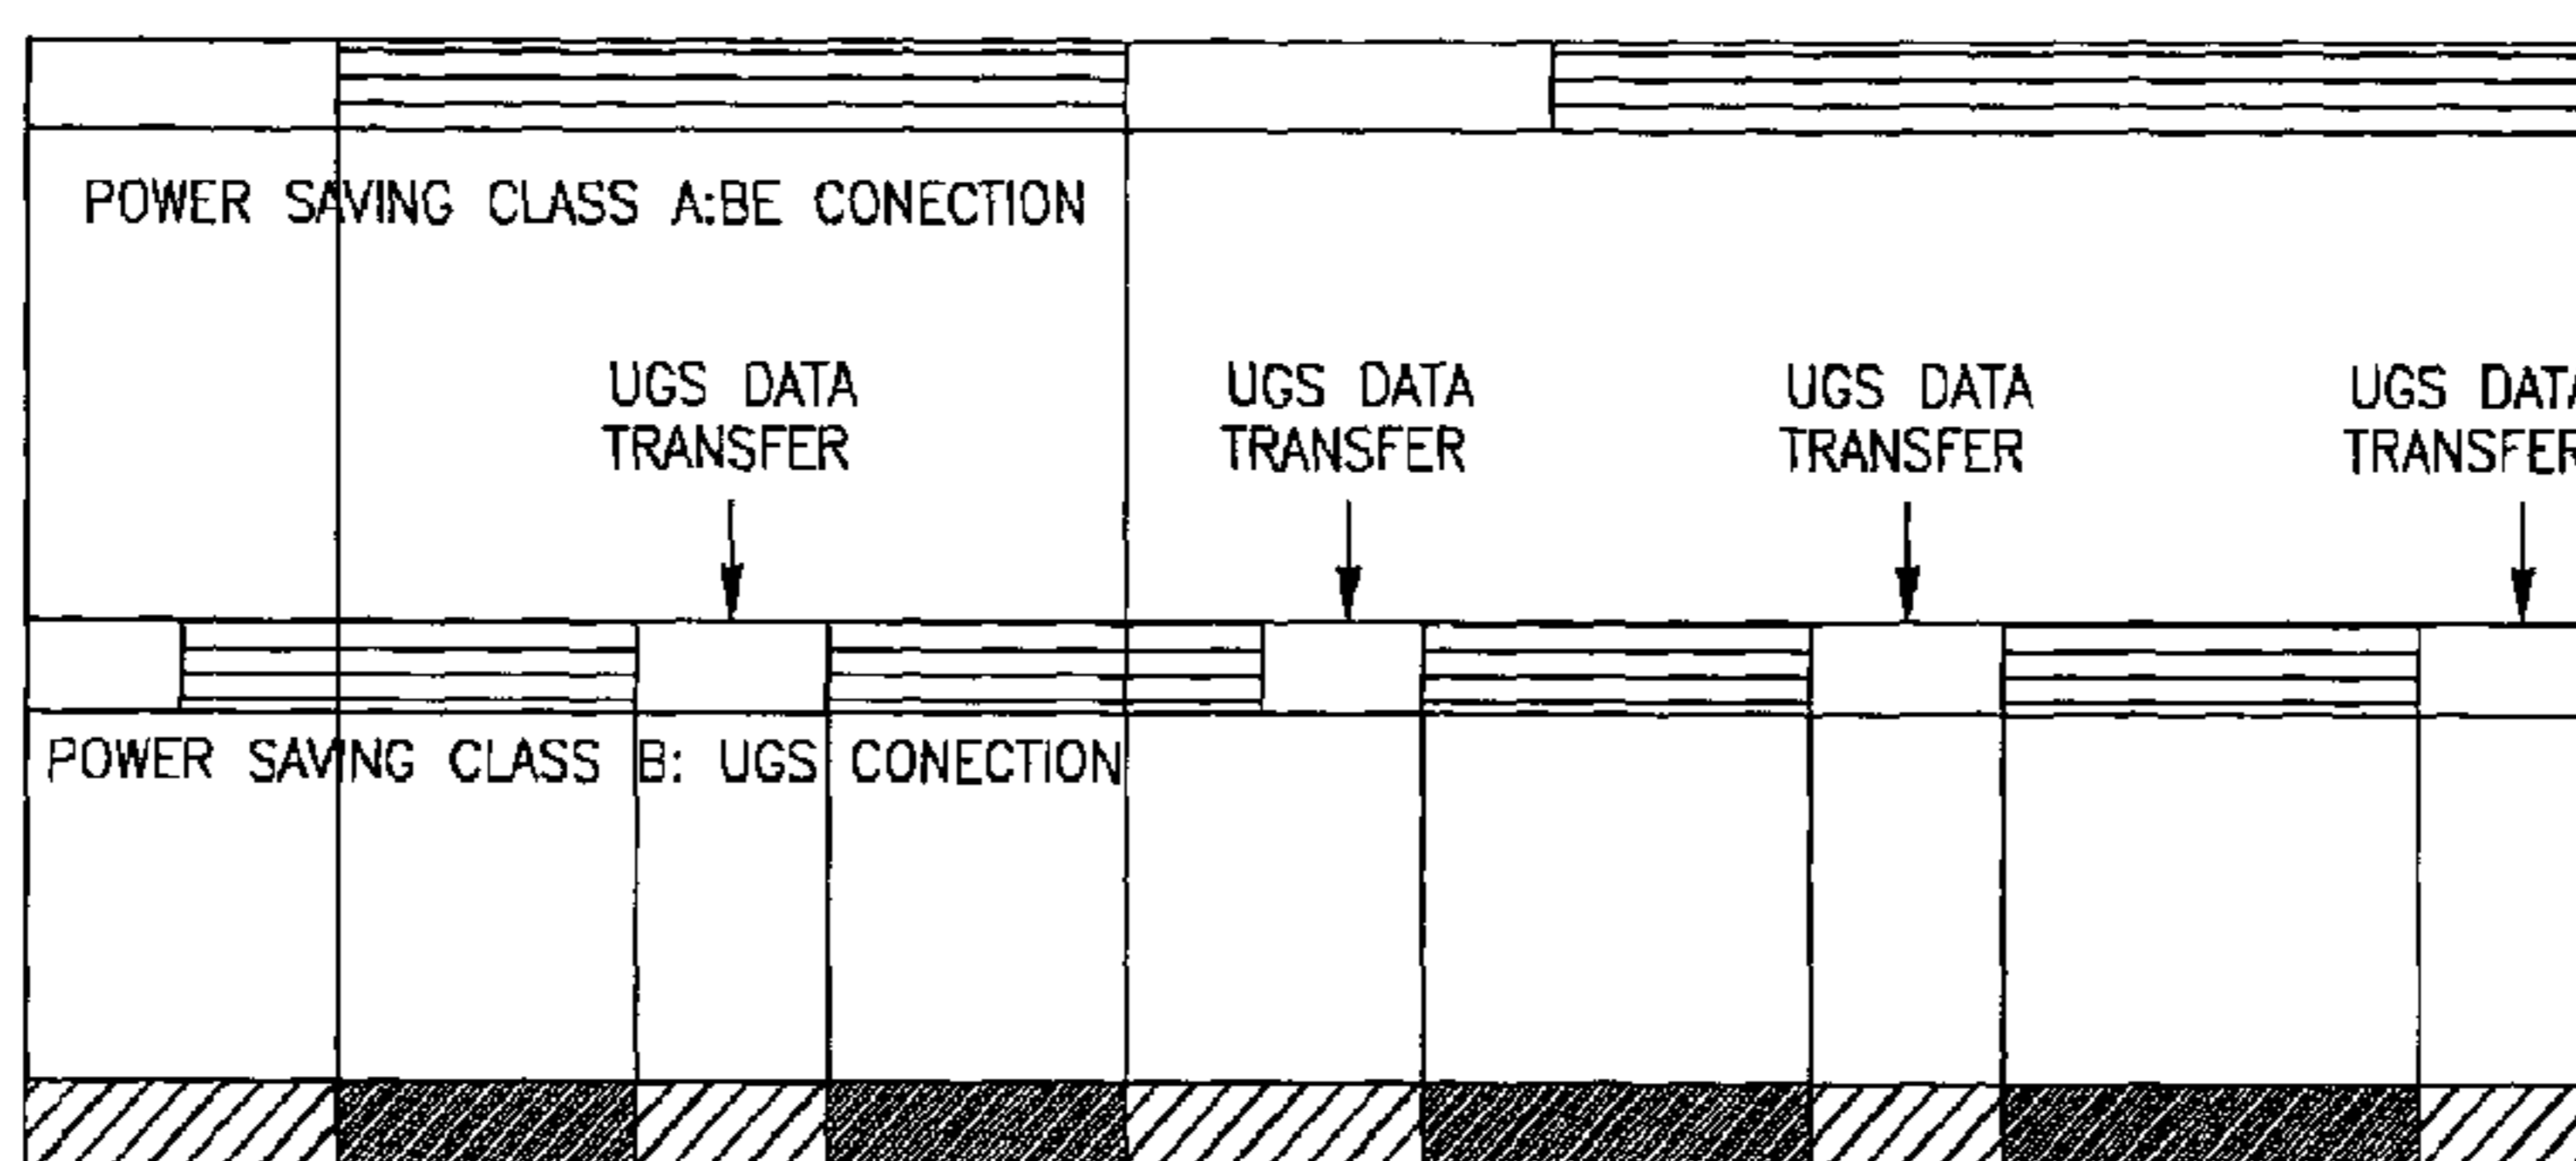 POWER SAVING CLASS A:BE CONECTION
UGS DATA
TRANSFER
UGS DATA
TRANSFER
UGS DATA
TRANSFER
UGS DATA
TRANSFER
POWER SAVING CLASS B: UGS CONECTION